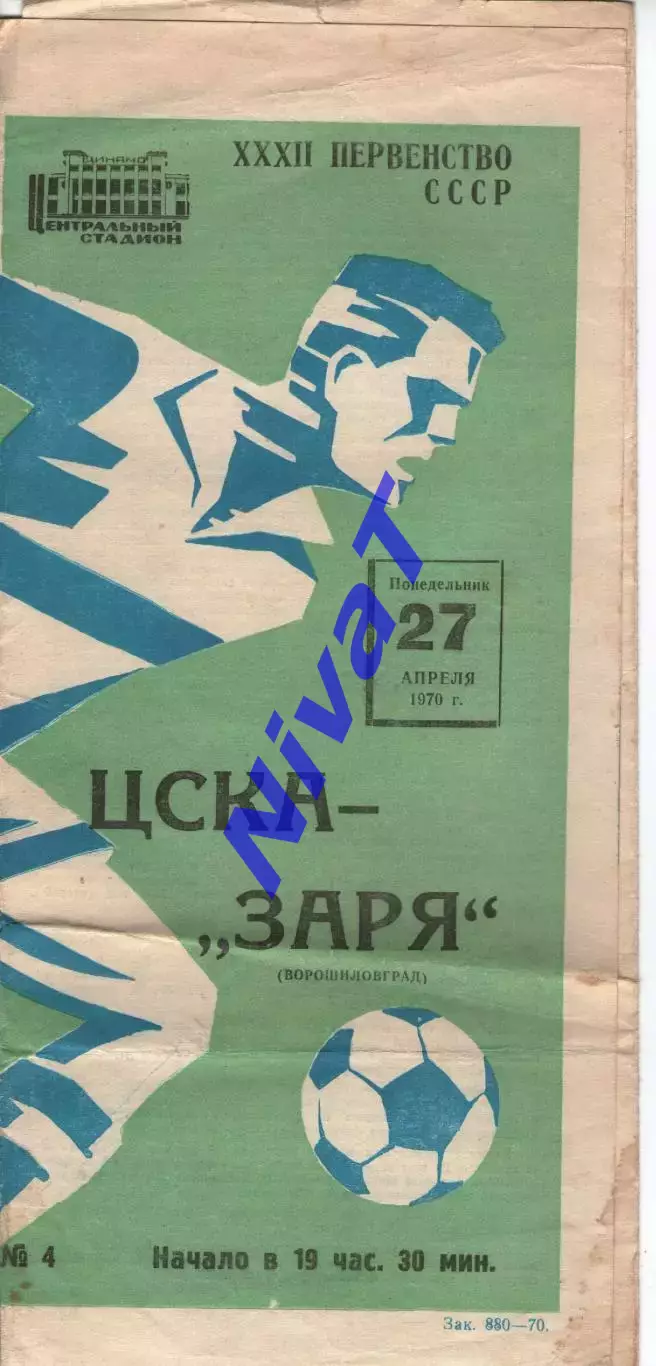 XXXII ПЕРВЕНСТВО
СССР
ДИНАМО
ЦЕНТРАЛЬНЫЙ
СТАДИОН
Понедельник
27
АПРЕЛЯ
1970 г.
ЦСКА-
„ЗАРЯ“
(ВОРОШИЛОВГРАД)
NivaT
№ 4 Начало в 19 час. 30 мин.
Зак. 880—70.